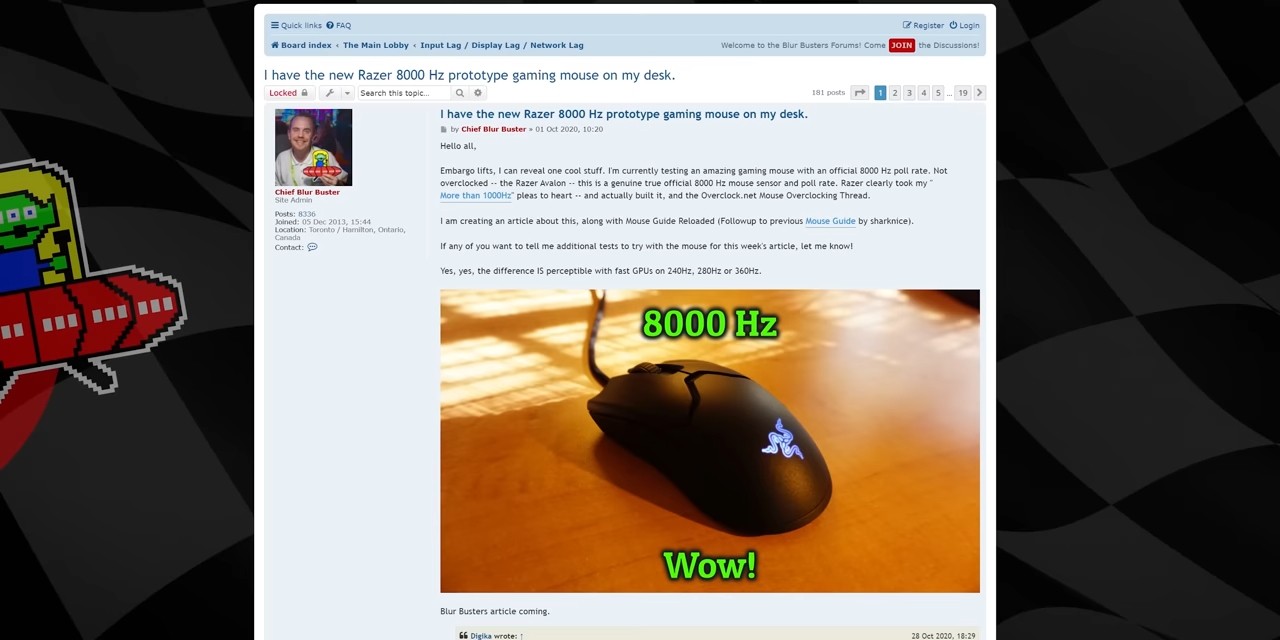 Quick links FAQ Register Login
Board index ‹ The Main Lobby ‹ Input Lag / Display Lag / Network Lag Welcome to the Blur Busters Forums! Come JOIN the Discussions!
I have the new Razer 8000 Hz prototype gaming mouse on my desk.
Locked Search this topic... 181 posts 1 2 3 4 5 ... 19
I have the new Razer 8000 Hz prototype gaming mouse on my desk.
by Chief Blur Buster » 01 Oct 2020, 10:20
Hello all,
Embargo lifts, I can reveal one cool stuff. I'm currently testing an amazing gaming mouse with an official 8000 Hz poll rate. Not
overclocked -- the Razer Avalon -- this is a genuine true official 8000 Hz mouse sensor and poll rate. Razer clearly took my "
More than 1000Hz" pleas to heart -- and actually built it, and the Overclock.net Mouse Overclocking Thread.
I am creating an article about this, along with Mouse Guide Reloaded (Followup to previous Mouse Guide by sharknice).
If any of you want to tell me additional tests to try with the mouse for this week's article, let me know!
Yes, yes, the difference IS perceptible with fast GPUs on 240Hz, 280Hz or 360Hz.
Chief Blur Buster
Site Admin
Posts: 8336
Joined: 05 Dec 2013, 15:44
Location: Toronto / Hamilton, Ontario,
Canada
Contact:
8000 Hz
Wow!
Blur Busters article coming.
Digika wrote: ↑ 28 Oct 2020, 18:29